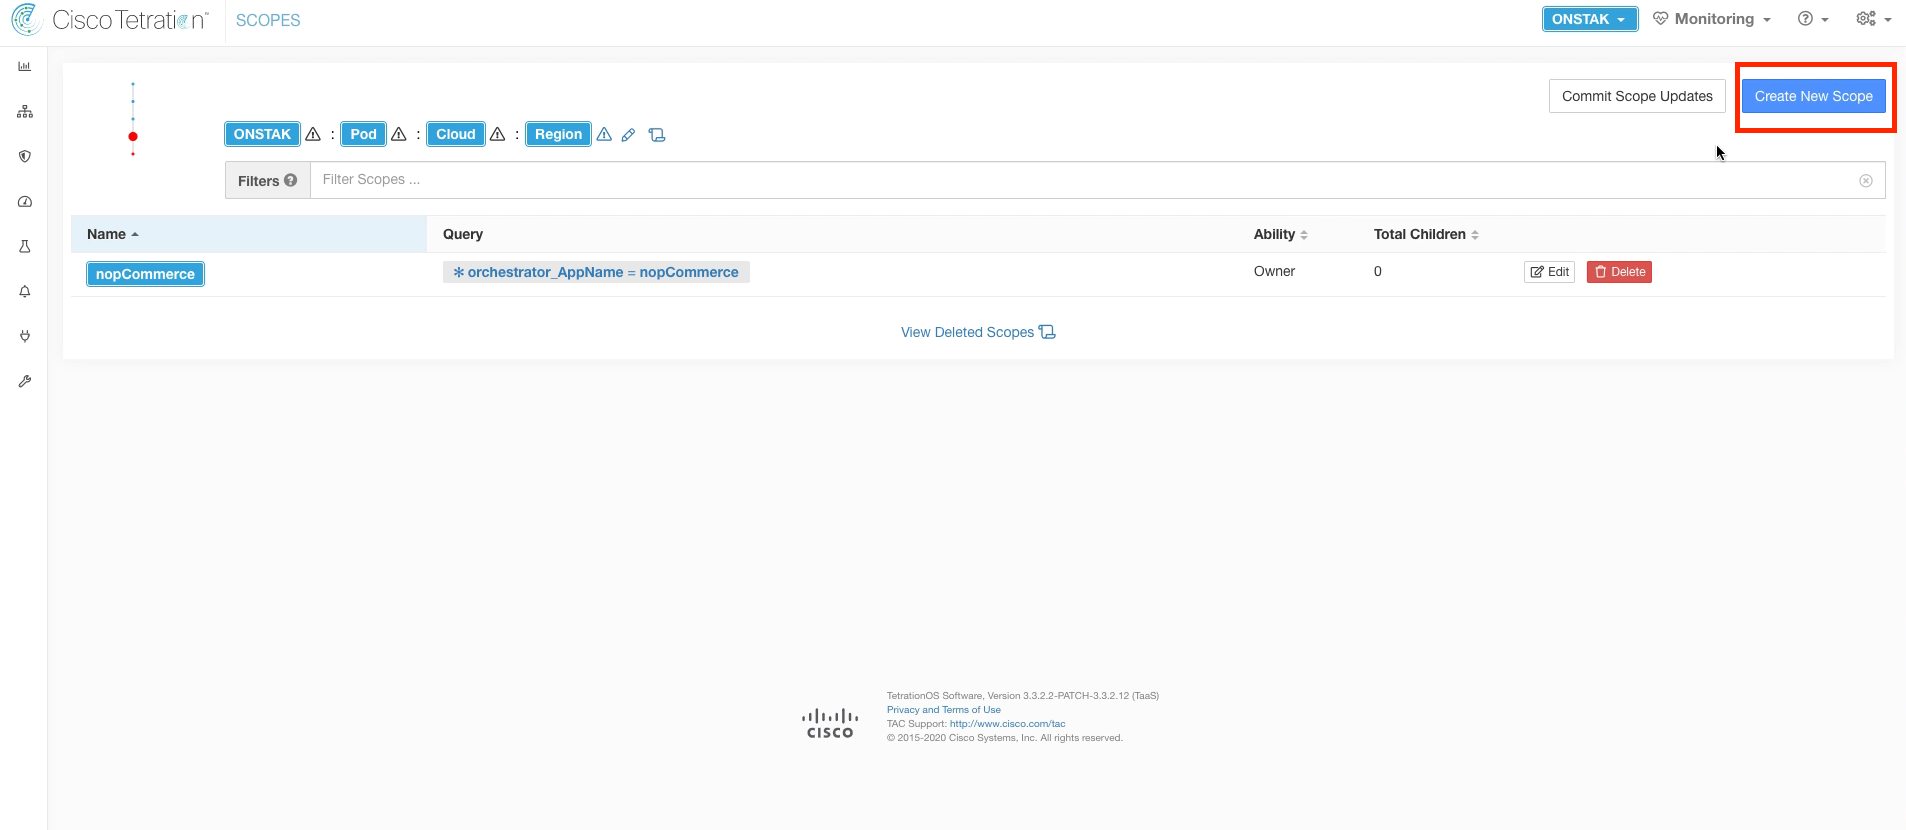 Cisco Tetration™ SCOPES ONSTAK Monitoring
Commit Scope Updates Create New Scope
ONSTAK : Pod : Cloud : Region
Filters Filter Scopes ...
Name Query Ability Total Children
nopCommerce * orchestrator_AppName = nopCommerce Owner 0 Edit Delete
View Deleted Scopes
TetrationOS Software, Version 3.3.2.2-PATCH-3.3.2.12 (TaaS)
Privacy and Terms of Use
TAC Support: http://www.cisco.com/tac
© 2015-2020 Cisco Systems, Inc. All rights reserved.
CISCO